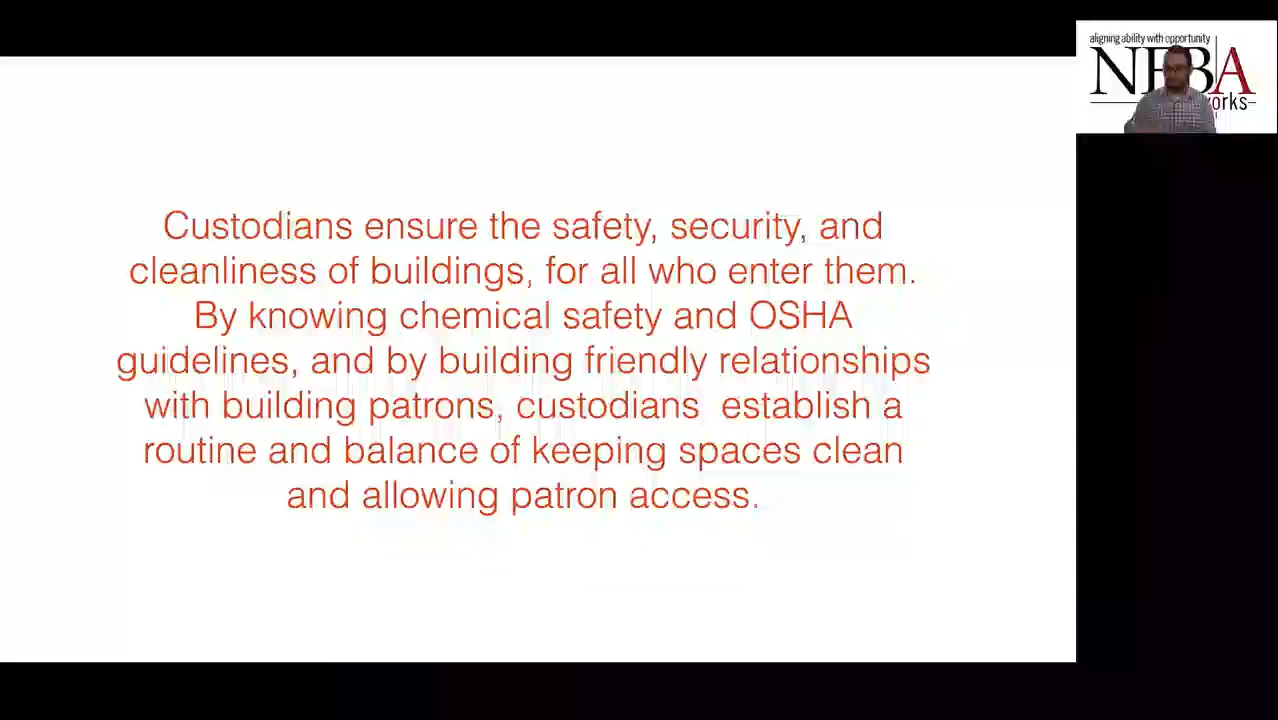 aligning ability with opportunity
Custodians ensure the safety, security, and
cleanliness of buildings, for all who enter them.
By knowing chemical safety and OSHA
guidelines, and by building friendly relationships
with building patrons, custodians  establish a
routine and balance of keeping spaces clean
and allowing patron access.